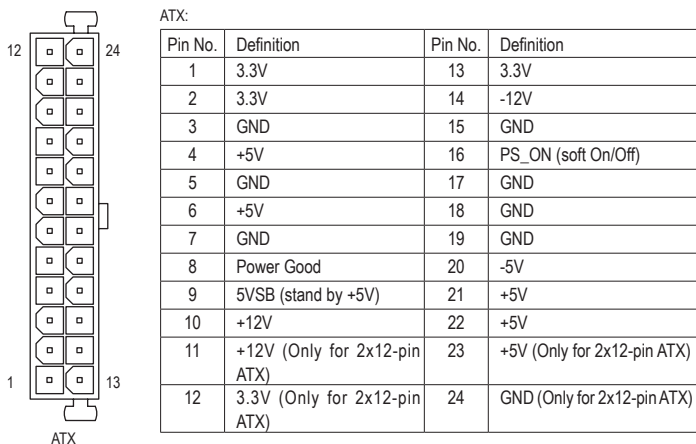 ATX:
12 24
1 13
ATX
Pin No. Definition Pin No. Definition
1 3.3V 13 3.3V
2 3.3V 14 -12V
3 GND 15 GND
4 +5V 16 PS_ON (soft On/Off)
5 GND 17 GND
6 +5V 18 GND
7 GND 19 GND
8 Power Good 20 -5V
9 5VSB (stand by +5V) 21 +5V
10 +12V 22 +5V
11 +12V (Only for 2x12-pin 23 +5V (Only for 2x12-pin ATX)
ATX)
12 3.3V (Only for 2x12-pin 24 GND (Only for 2x12-pin ATX)
ATX)